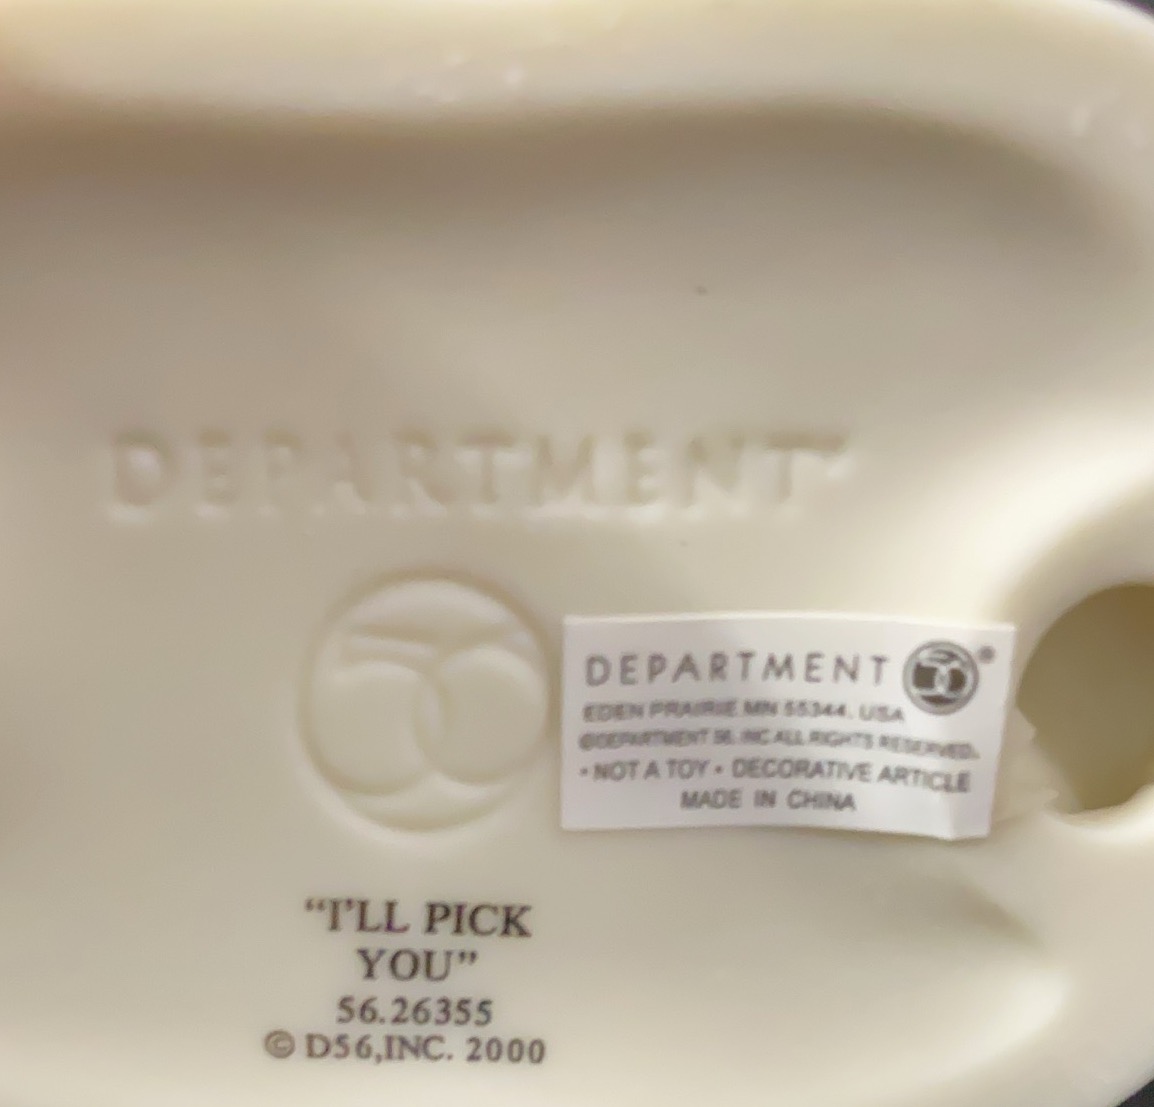 DEPARTMENT
56
DEPARTMENT 56®
EDEN PRAIRIE MN 55344, USA
©DEPARTMENT 56, INC ALL RIGHTS RESERVED.
• NOT A TOY • DECORATIVE ARTICLE
MADE IN CHINA
“I'LL PICK
YOU”
56.26355
© D56,INC. 2000